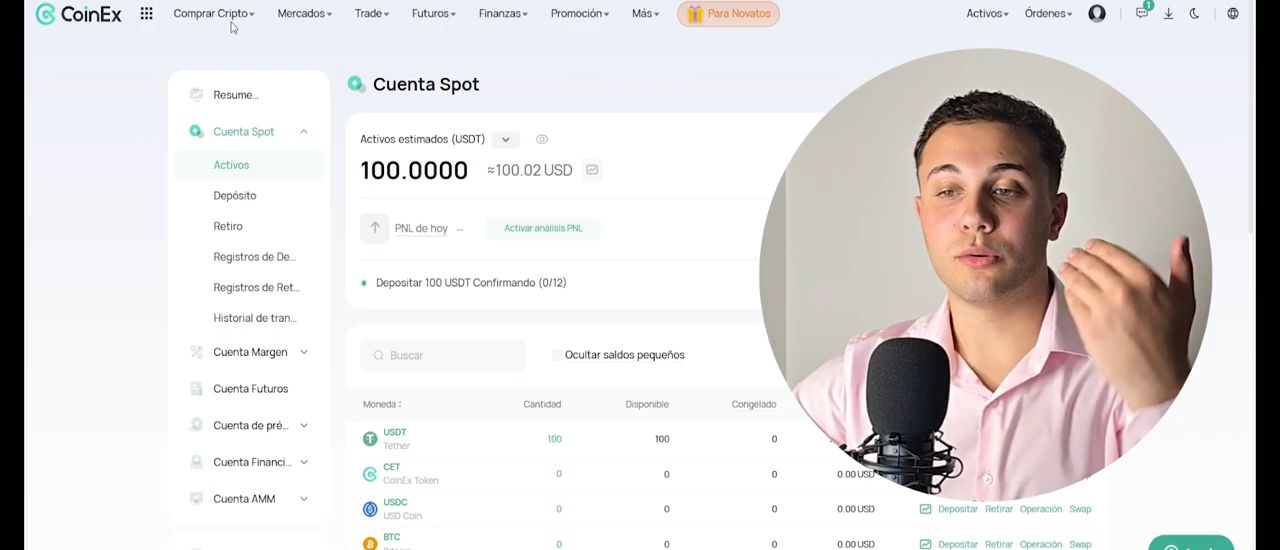 CoinEx Comprar Cripto Mercados Trade Futuros Finanzas Promoción Más Para Novatos Activos Órdenes 1
Resume...
Cuenta Spot
Activos
Depósito
Retiro
Registros de De...
Registros de Ret...
Historial de tran...
Cuenta Margen
Cuenta Futuros
Cuenta de pré...
Cuenta Financi...
Cuenta AMM
Cuenta Spot
Activos estimados (USDT)
100.0000 ≈100.02 USD
PNL de hoy -- Activar análisis PNL
Depositar 100 USDT Confirmando (0/12)
Buscar Ocultar saldos pequeños
Moneda Cantidad Disponible Congelado
USDT 100 100 0
Tether
CET 0 0 0 0.00 USD
CoinEx Token
USDC 0 0 0 0.00 USD Depositar Retirar Operación Swap
USD Coin
BTC 0 0 0 0.00 USD Depositar Retirar Operación Swap